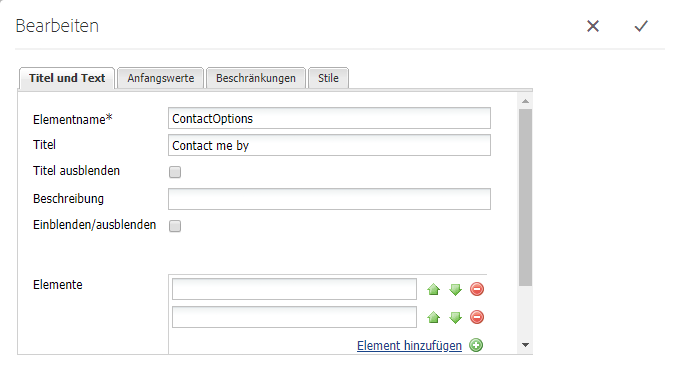 Bearbeiten
Titel und Text Anfangswerte Beschränkungen Stile
Elementname* ContactOptions
Titel Contact me by
Titel ausblenden
Beschreibung
Einblenden/ausblenden
Elemente
Element hinzufügen